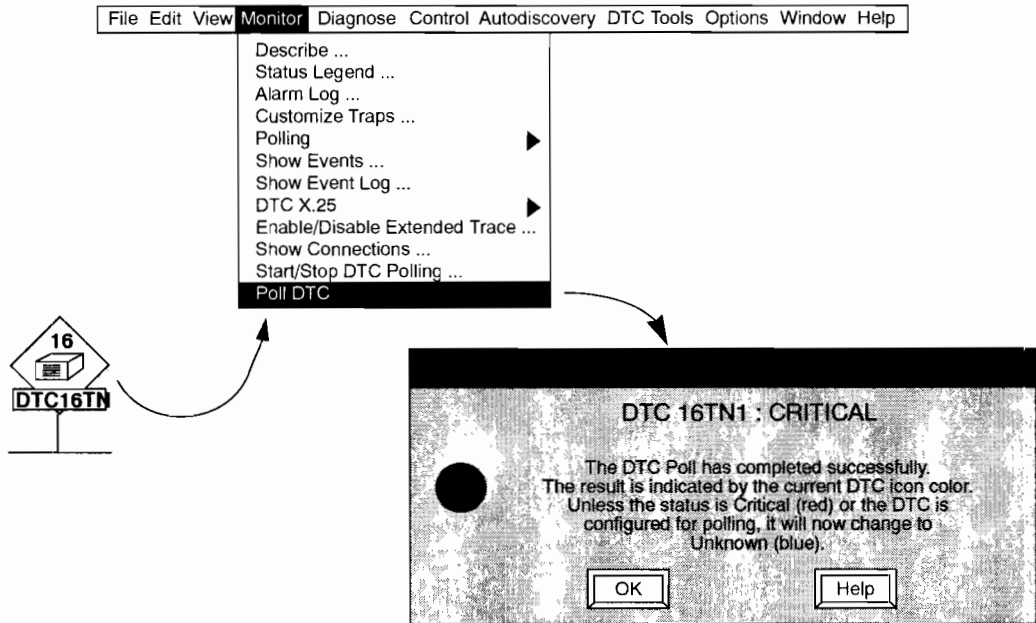 File Edit View Monitor Diagnose Control Autodiscovery DTC Tools Options Window Help
Describe ...
Status Legend ...
Alarm Log ...
Customize Traps ...
Polling
Show Events ...
Show Event Log ...
DTC X.25
Enable/Disable Extended Trace ...
Show Connections ...
Start/Stop DTC Polling ...
Poll DTC
16
DTC16TN
DTC 16TN1 : CRITICAL
The DTC Poll has completed successfully.
The result is indicated by the current DTC icon color.
Unless the status is Critical (red) or the DTC is
configured for polling, it will now change to
Unknown (blue).
OK Help